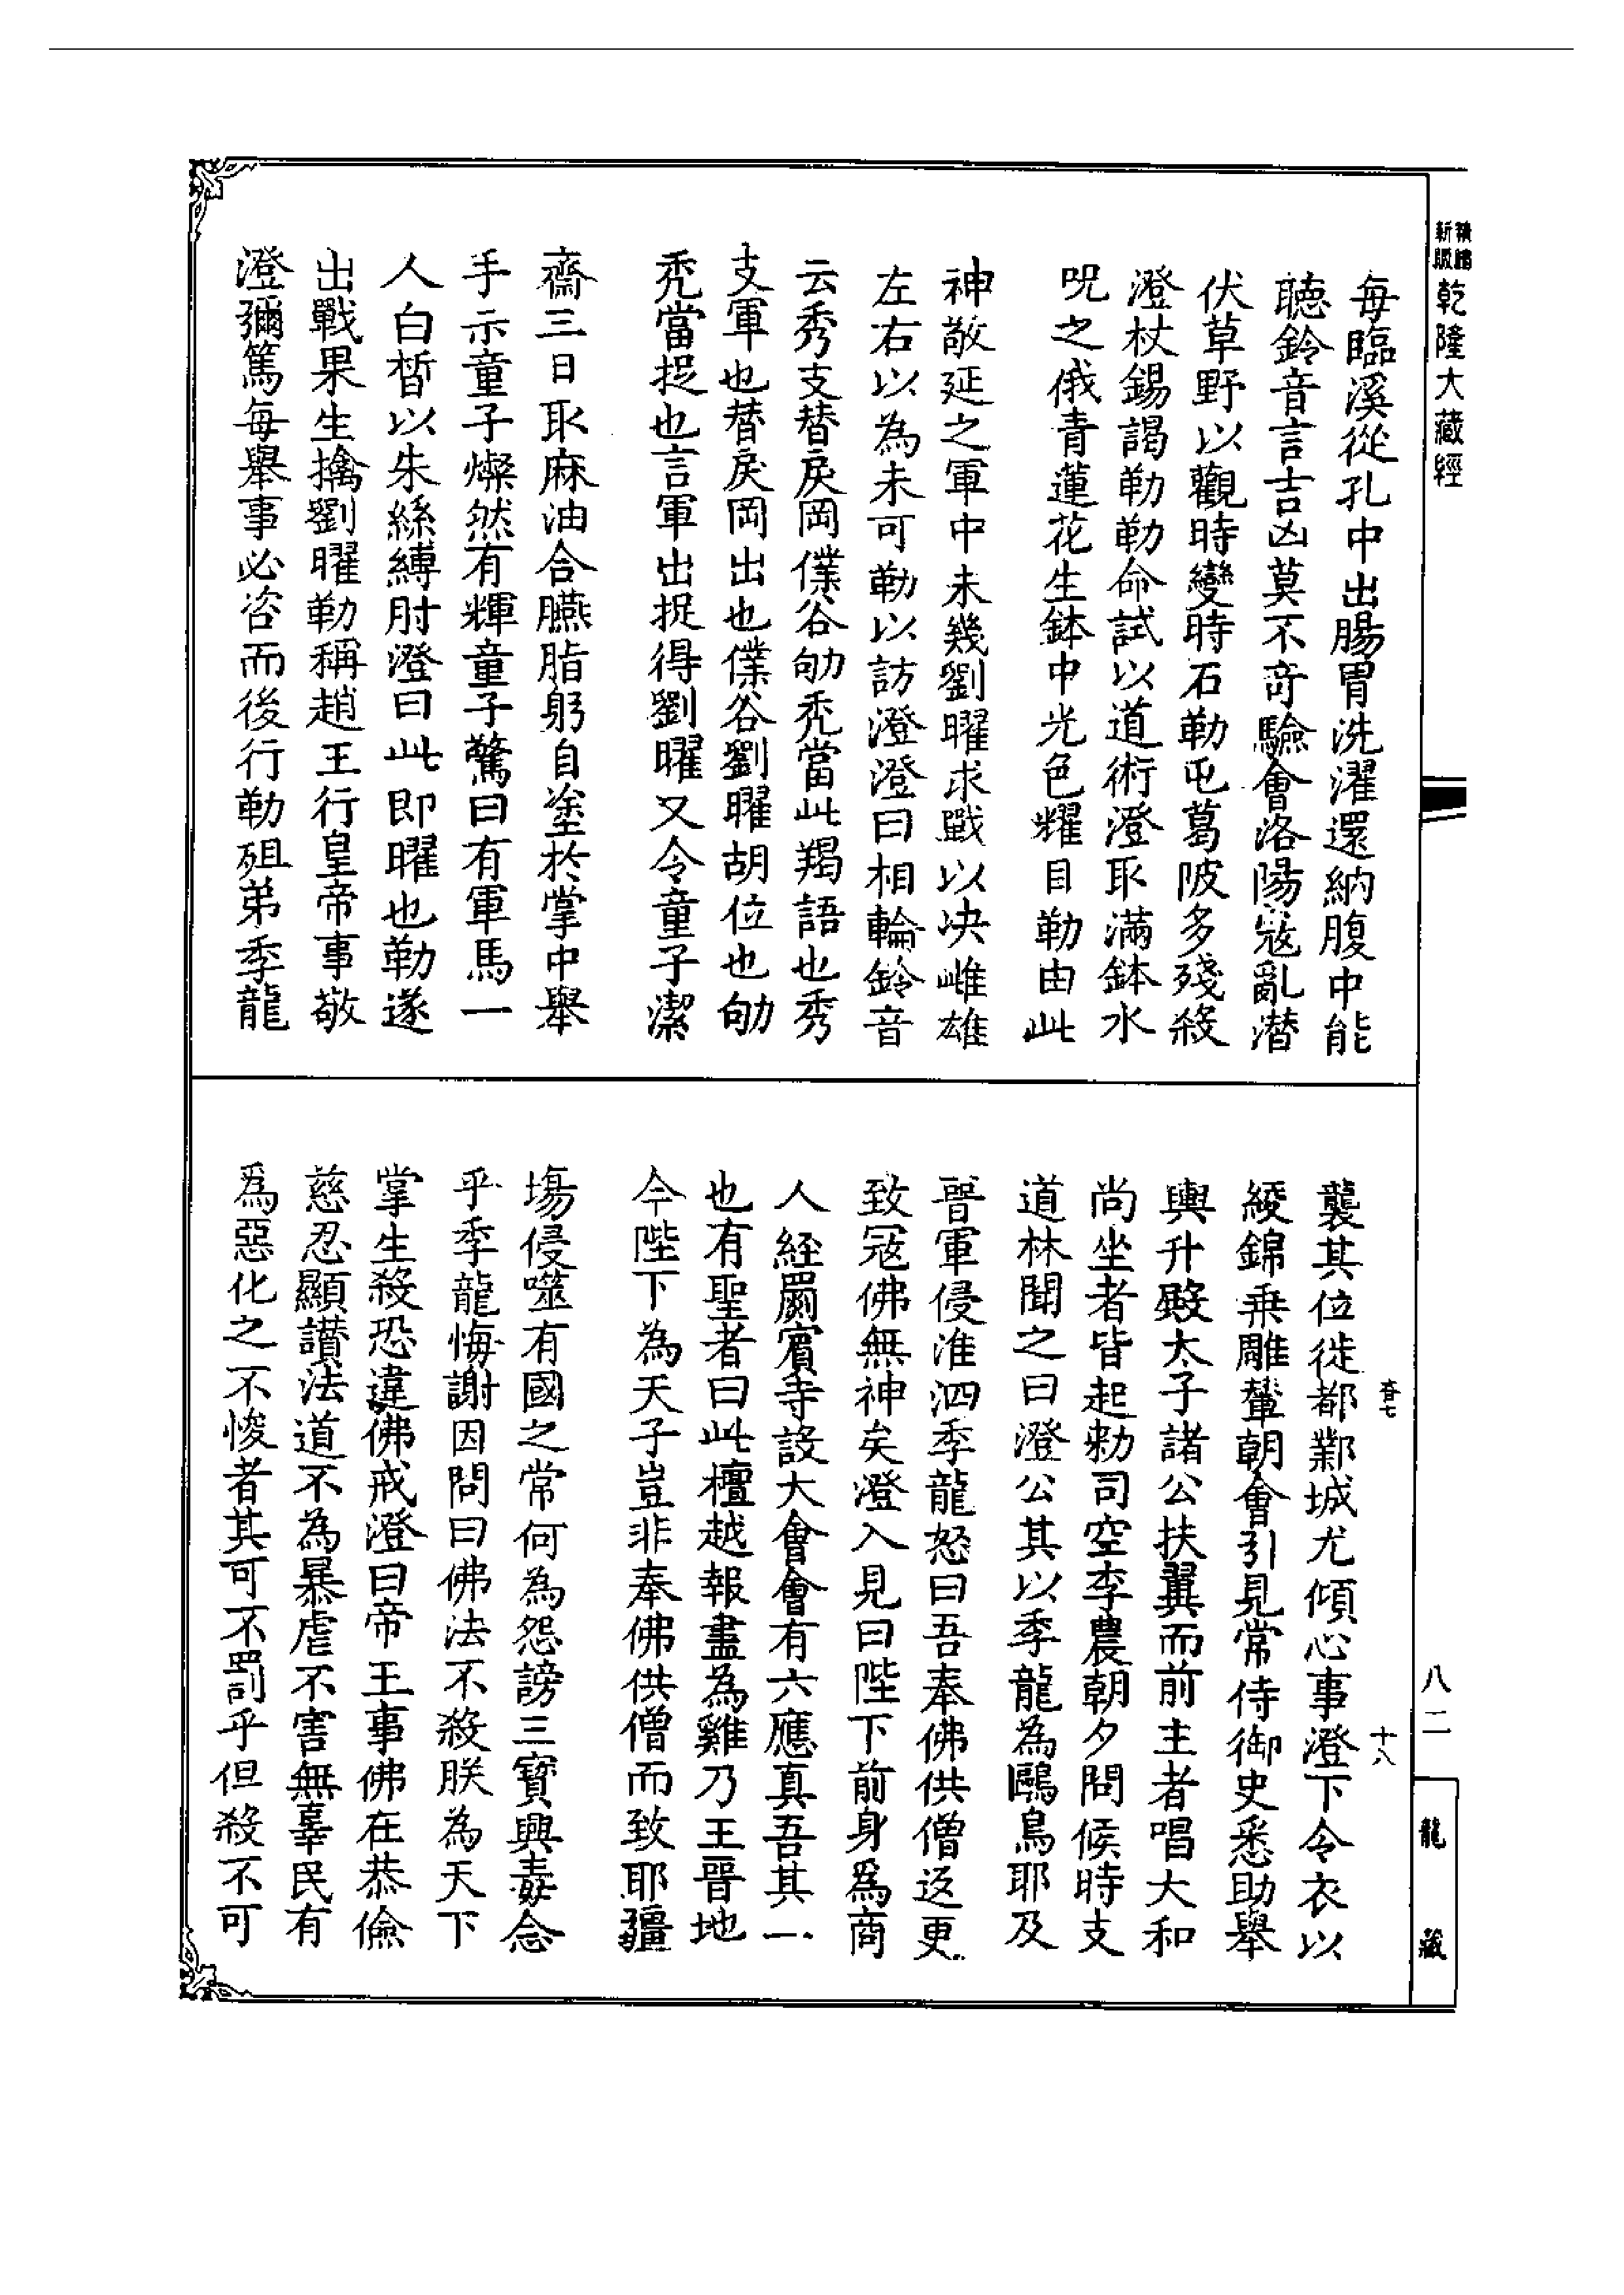 乾隆大藏經
每臨溪從孔中出腸胃洗濯還納腹中能
聽鈴音言吉凶莫不奇驗會洛陽寇亂潛
伏草野以觀時變時石勒屯葛陂多殘殺
澄杖錫謁勒勒命試以道術澄取滿鉢水
呪之俄青蓮花生鉢中光色耀目勒由此
神敬延之軍中未幾劉曜求戰以決雌雄
左右以為未可勒以訪澄澄曰相輪鈴音
云秀支替戾岡僕谷劬禿當此羯語也秀
支軍也替戾岡出也僕谷劉曜胡位也劬
禿當捉也言軍出捉得劉曜又令童子潔
齋三日取麻油合臙脂躬自塗於掌中舉
手示童子燦然有輝童子驚曰有軍馬一
人白皙以朱絲縛肘澄曰此即曜也勒遂
出戰果生擒劉曜勒稱趙王行皇帝事敬
澄彌篤每舉事必咨而後行勒殂弟季龍
襲其位徙都鄴城尤傾心事澄下令衣以
綾錦乘雕輦朝會引見常侍御史悉助舉
輿升殿太子諸公扶翼而前主者唱大和
尚坐者皆起勑司空李農朝夕問候時支
道林聞之曰澄公其以季龍為鷗鳥耶及
晉軍侵淮泗季龍怒曰吾奉佛供僧返更
致寇佛無神矣澄入見曰陛下前身爲商
人經罽賓寺設大會會有六應真吾其一
也有聖者曰此檀越報盡為雞乃王晉地
今陛下為天子豈非奉佛供僧而致耶疆
場侵噬有國之常何為怨謗三寶興毒念
乎季龍悔謝因問曰佛法不殺朕為天下
掌生殺恐違佛戒澄曰帝王事佛在恭儉
慈忍顯讚法道不為暴虐不害無辜民有
爲惡化之不悛者其可不罰乎但殺不可
八二
十八
龍藏